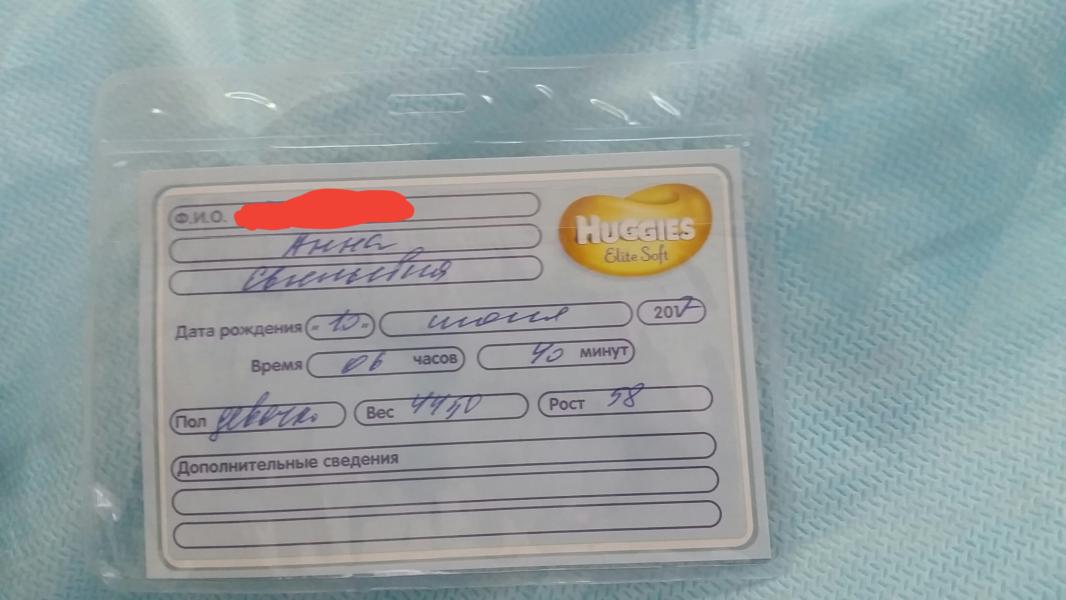 Ф.И.О.
HUGGIES
Elite Soft
Анна
Евгеньевна
Дата рождения «10» июня 2017
Время 06 часов 40 минут
Пол девочка Вес 4450 Рост 58
Дополнительные сведения